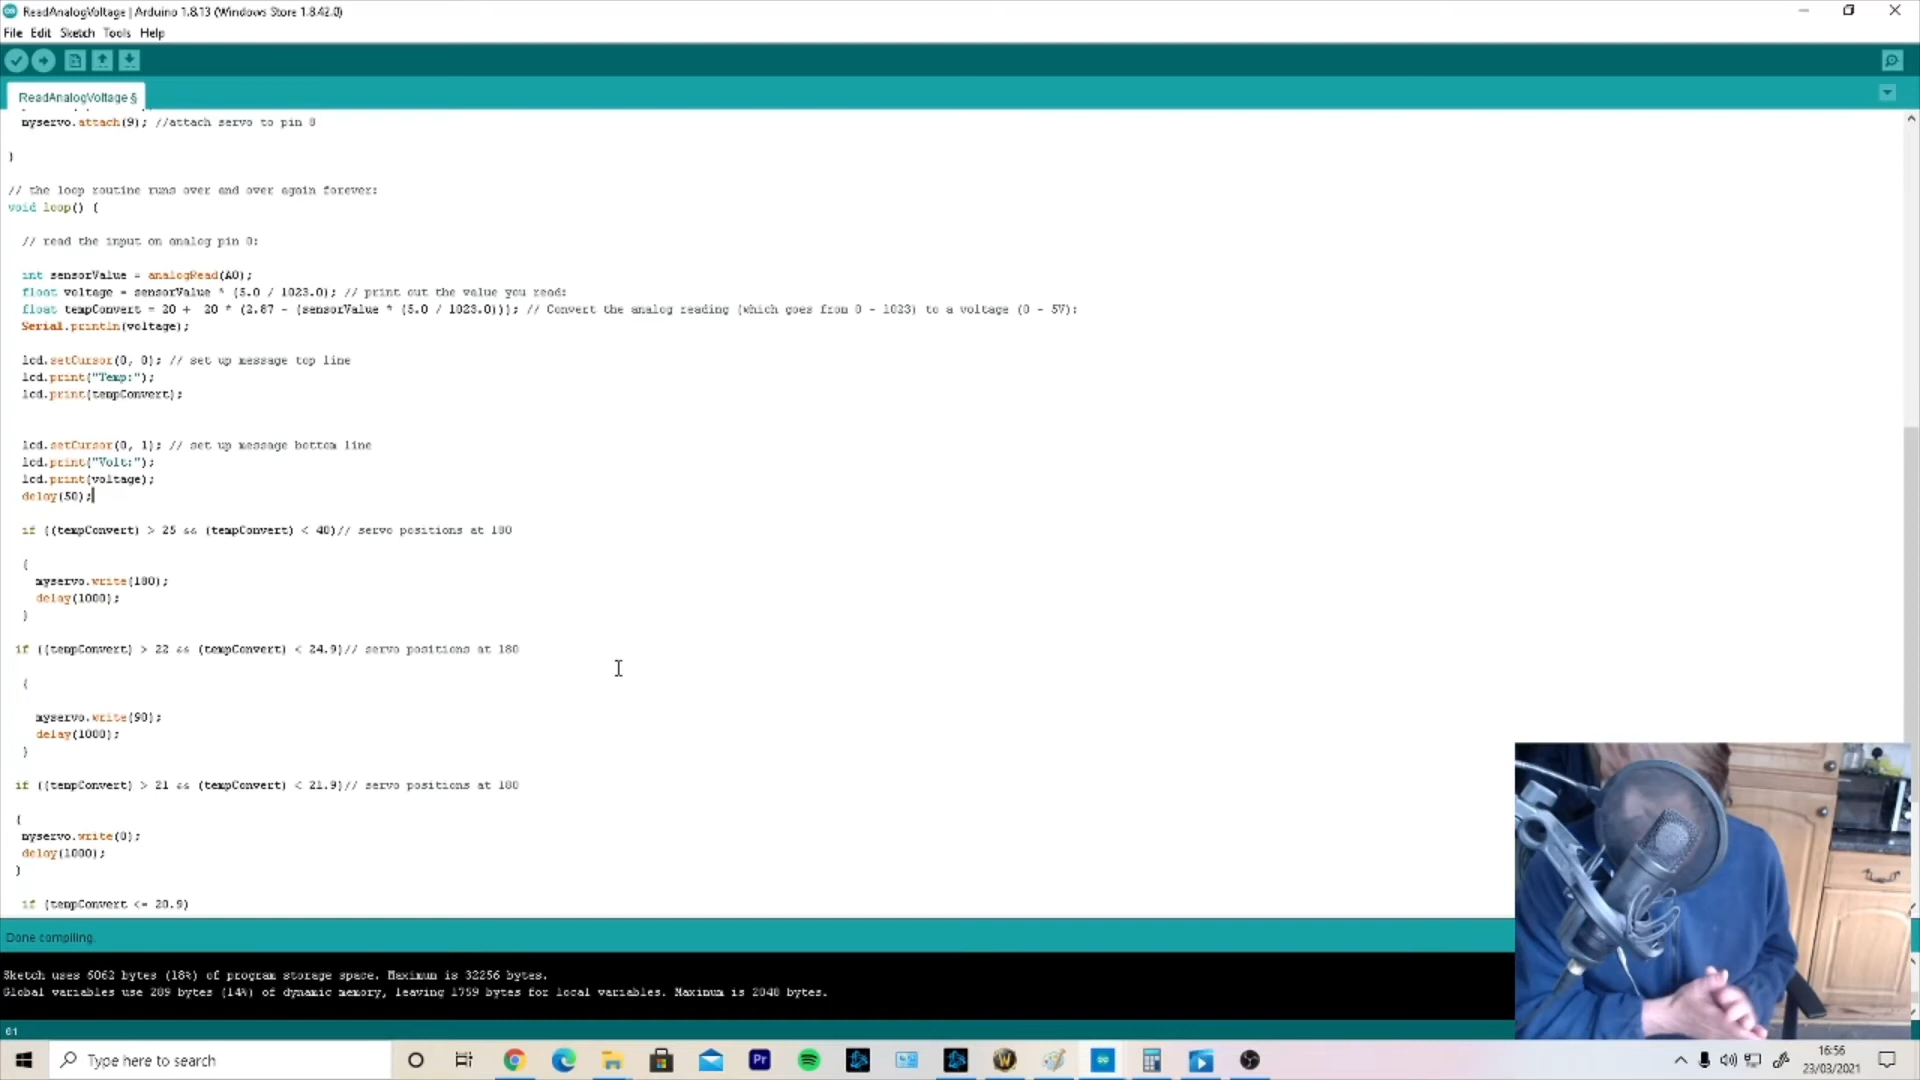 ReadAnalogVoltage | Arduino 1.8.13 (Windows Store 1.8.42.0)
File Edit Sketch Tools Help
ReadAnalogVoltage §
myservo.attach(9); //attach servo to pin 8
}
// the loop routine runs over and over again forever:
void loop() {
// read the input on analog pin 0:
int sensorValue = analogRead(A0);
float voltage = sensorValue * (5.0 / 1023.0); // print out the value you read:
float tempConvert = 20 + 20 * (2.87 - (sensorValue * (5.0 / 1023.0))); // Convert the analog reading (which goes from 0 - 1023) to a voltage (0 - 5V):
Serial.println(voltage);
lcd.setCursor(0, 0); // set up message top line
lcd.print("Temp:");
lcd.print(tempConvert);
lcd.setCursor(0, 1); // set up message bottom line
lcd.print("Volt:");
lcd.print(voltage);
delay(50);
if ((tempConvert) > 25 && (tempConvert) < 40)// servo positions at 180
{
myservo.write(180);
delay(1000);
}
if ((tempConvert) > 22 && (tempConvert) < 24.9)// servo positions at 180
{
myservo.write(90);
delay(1000);
}
if ((tempConvert) > 21 && (tempConvert) < 21.9)// servo positions at 180
{
myservo.write(0);
delay(1000);
}
if (tempConvert <= 20.9)
Done compiling.
Sketch uses 6062 bytes (18%) of program storage space. Maximum is 32256 bytes.
Global variables use 289 bytes (14%) of dynamic memory, leaving 1759 bytes for local variables. Maximum is 2048 bytes.
61
Type here to search
Pr
W
16:56
23/03/2021